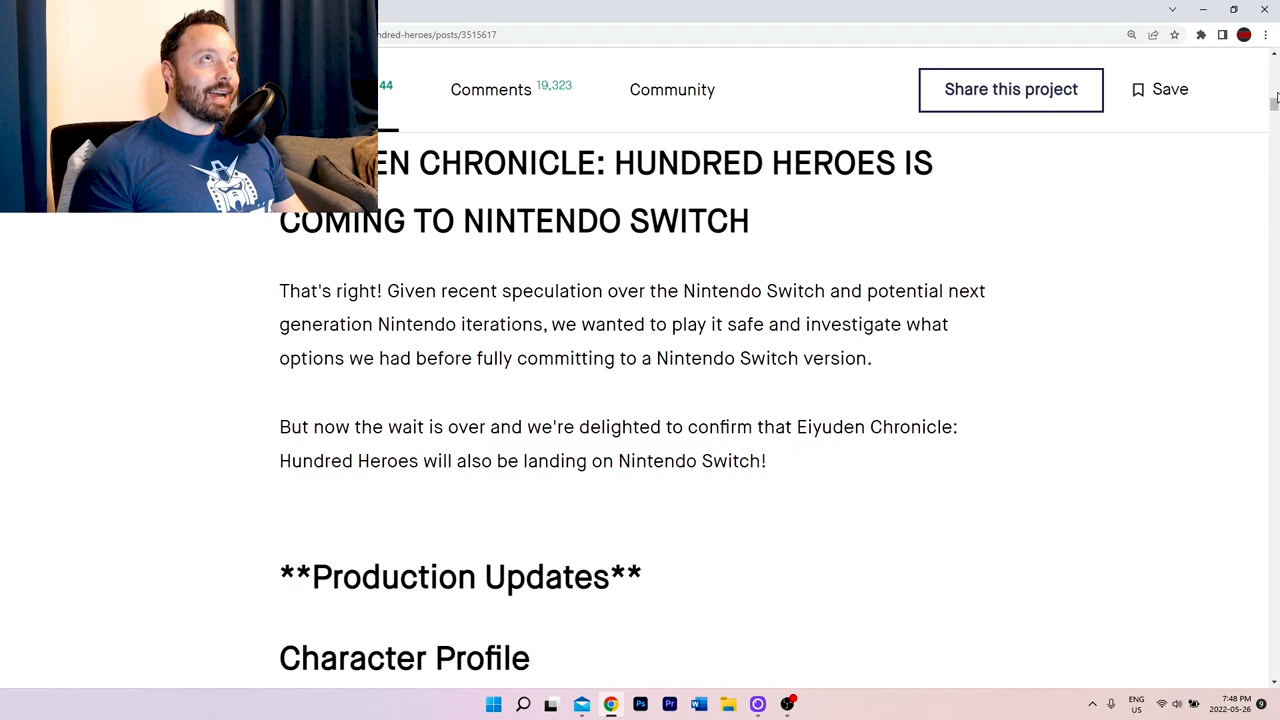 ndred-heroes/posts/3515617
44
Comments 19,323
Community
Share this project
Save
EN CHRONICLE: HUNDRED HEROES IS
COMING TO NINTENDO SWITCH
That's right! Given recent speculation over the Nintendo Switch and potential next
generation Nintendo iterations, we wanted to play it safe and investigate what
options we had before fully committing to a Nintendo Switch version.
But now the wait is over and we're delighted to confirm that Eiyuden Chronicle:
Hundred Heroes will also be landing on Nintendo Switch!
**Production Updates**
Character Profile
Ps
Pr
W
ENG
US
7:48 PM
2022-05-26